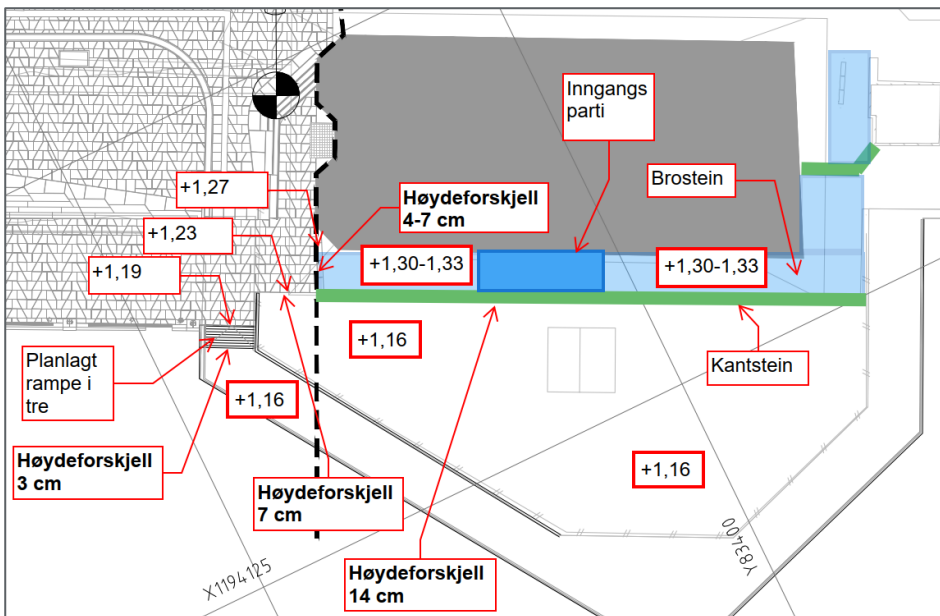 Inngangs
parti
Brostein
+1,27
Høydeforskjell
4-7 cm
+1,23
+1,30-1,33
+1,30-1,33
+1,19
+1,16
Planlagt
rampe i
tre
Kantstein
+1,16
Høydeforskjell
3 cm
+1,16
Høydeforskjell
7 cm
Høydeforskjell
14 cm
X1194125
Y83400